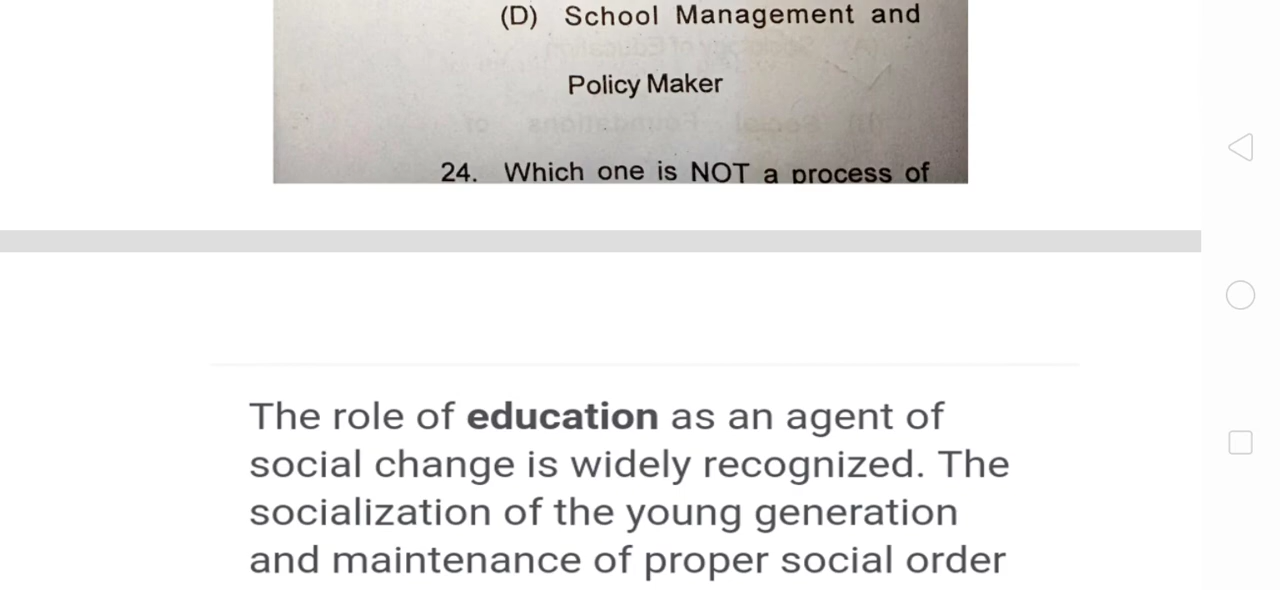 (D) School Management and
Policy Maker
24. Which one is NOT a process of
The role of education as an agent of
social change is widely recognized. The
socialization of the young generation
and maintenance of proper social order